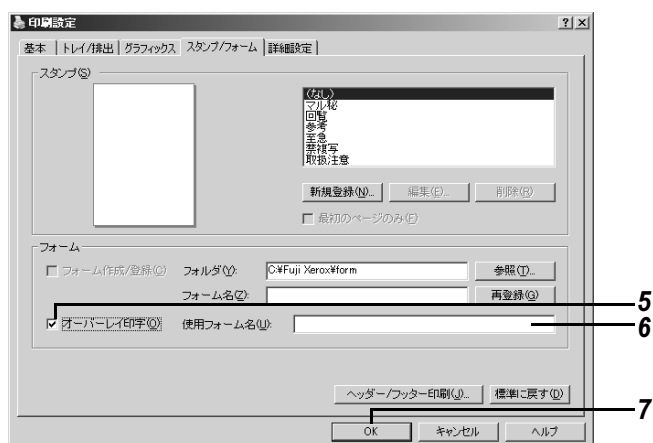 印刷設定
基本 トレイ/排出 グラフィックス スタンプ/フォーム 詳細設定
スタンプ(S)
(なし)
マル秘
回覧
参考
至急
禁複写
取扱注意
新規登録(N)... 編集(E)... 削除(R)
最初のページのみ(F)
フォーム
フォーム作成/登録(C) フォルダ(Y): C:¥Fuji Xerox¥form 参照(T)...
フォーム名(Z): 再登録(G)
5
オーバーレイ印字(O) 使用フォーム名(U): 6
ヘッダー/フッター印刷(J)... 標準に戻す(D)
7
OK キャンセル ヘルプ